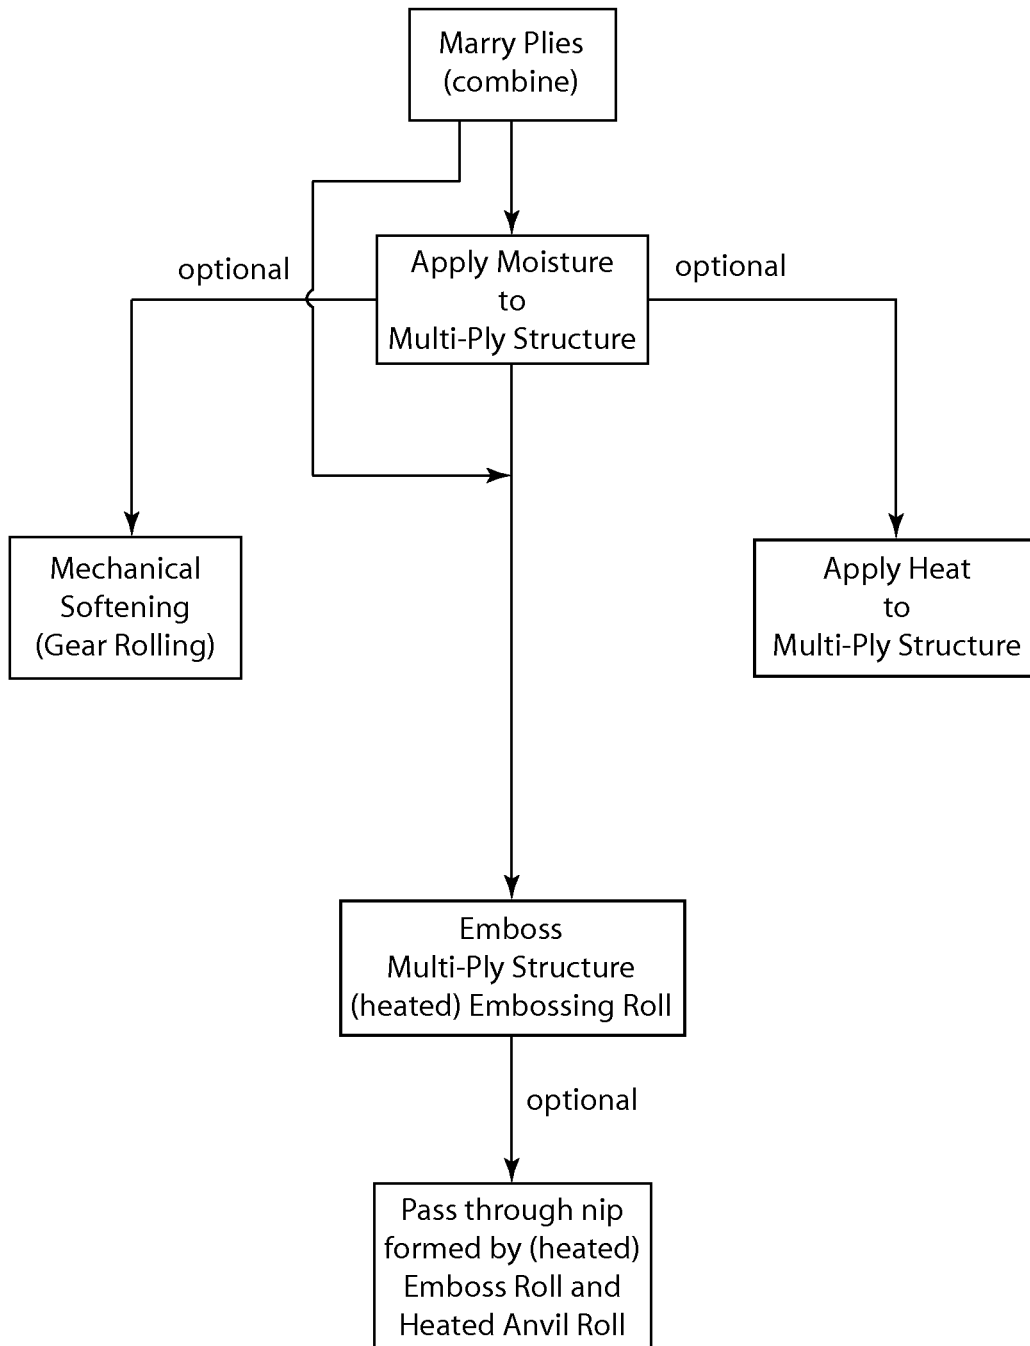 Marry Plies
(combine)
optional
Apply Moisture
to
Multi-Ply Structure
optional
Mechanical
Softening
(Gear Rolling)
Apply Heat
to
Multi-Ply Structure
Emboss
Multi-Ply Structure
(heated) Embossing Roll
optional
Pass through nip
formed by (heated)
Emboss Roll and
Heated Anvil Roll